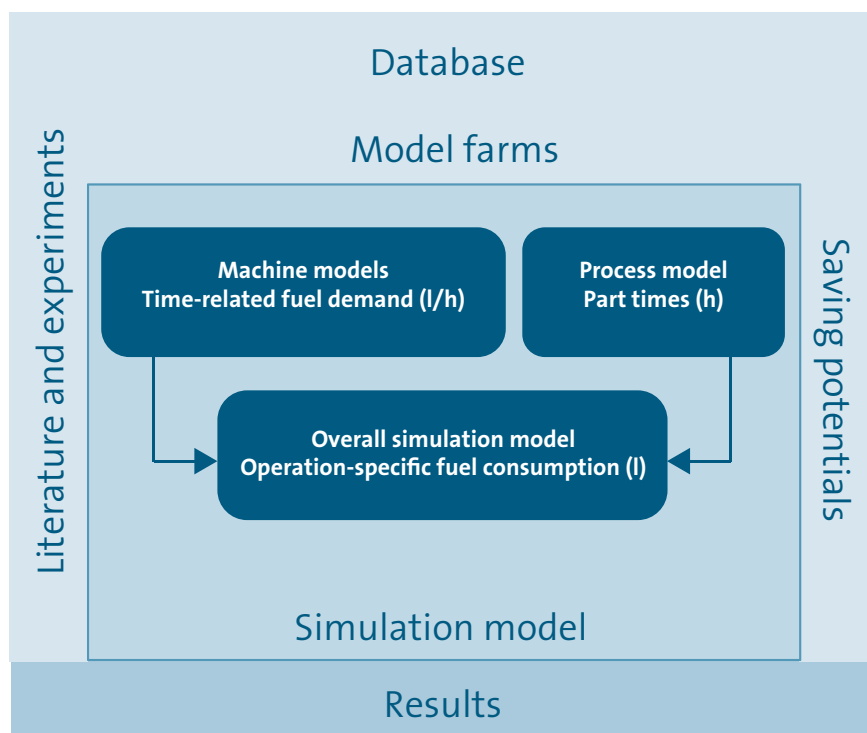 Database
Model farms
Literature and experiments
Machine models
Time-related fuel demand (l/h)
Process model
Part times (h)
Saving potentials
Overall simulation model
Operation-specific fuel consumption (l)
Simulation model
Results